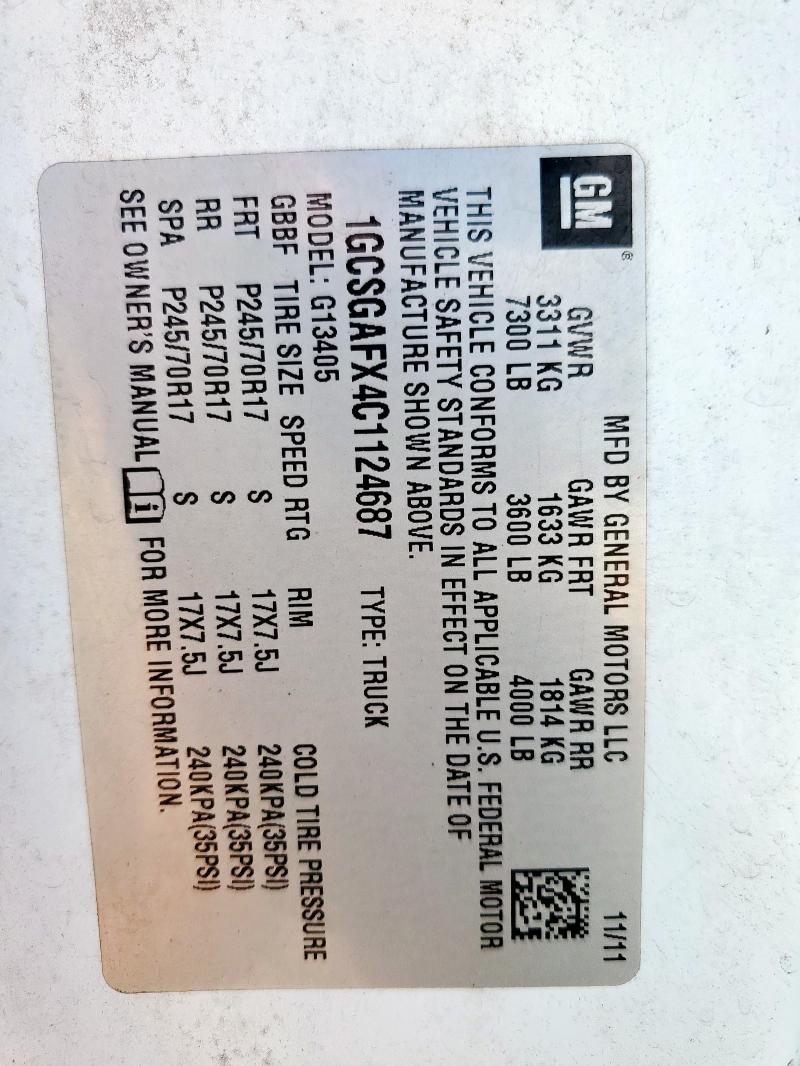 GM®
MFD BY GENERAL MOTORS LLC 11/11
GVWR GAWR FRT GAWR RR
3311 KG 1633 KG 1814 KG
7300 LB 3600 LB 4000 LB
THIS VEHICLE CONFORMS TO ALL APPLICABLE U.S. FEDERAL MOTOR
VEHICLE SAFETY STANDARDS IN EFFECT ON THE DATE OF
MANUFACTURE SHOWN ABOVE.
1GCSGAFX4C1124687 TYPE: TRUCK
MODEL: G13405
GBBF TIRE SIZE SPEED RTG RIM COLD TIRE PRESSURE
FRT P245/70R17 S 17X7.5J 240KPA(35PSI)
RR P245/70R17 S 17X7.5J 240KPA(35PSI)
SPA P245/70R17 S 17X7.5J 240KPA(35PSI)
SEE OWNER'S MANUAL i FOR MORE INFORMATION.